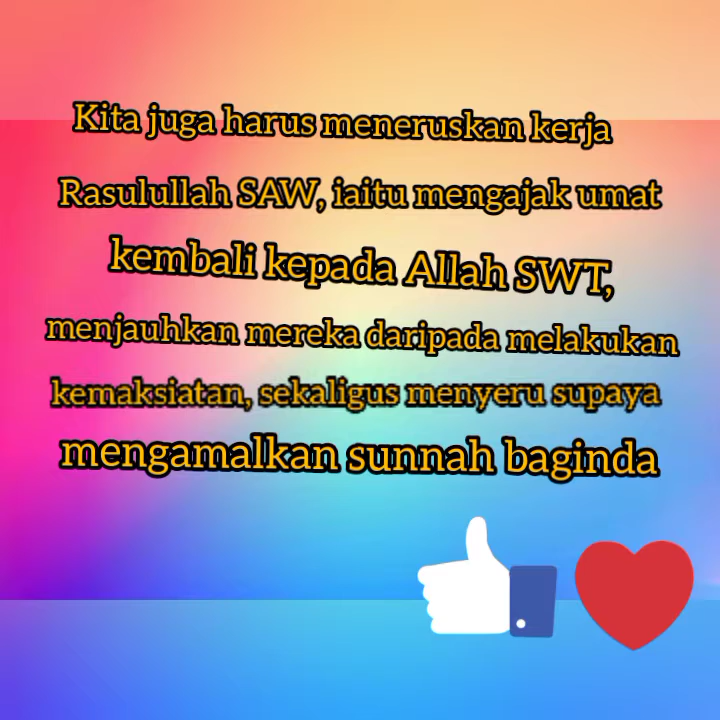 Kita juga harus meneruskan kerja
Rasulullah SAW, iaitu mengajak umat
kembali kepada Allah SWT,
menjauhkan mereka daripada melakukan
kemaksiatan, sekaligus menyeru supaya
mengamalkan sunnah baginda